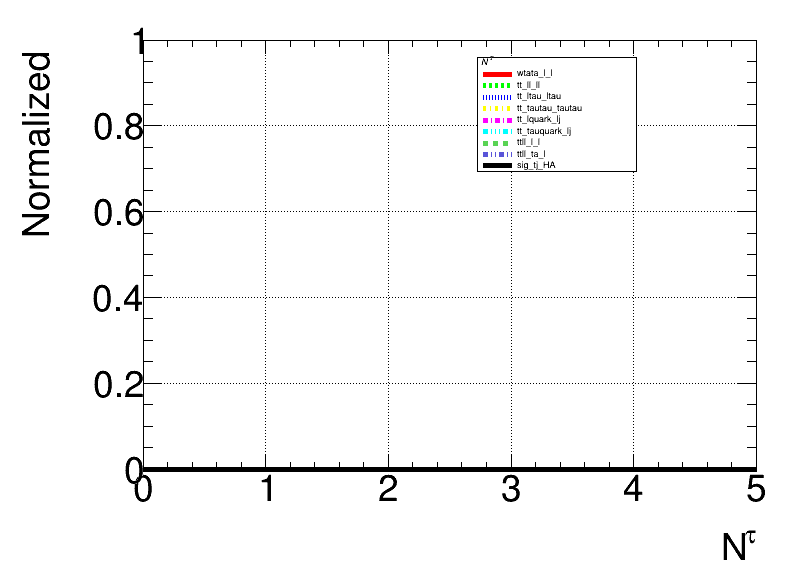 Normalized
1
0.8
0.6
0.4
0.2
0
0 1 2 3 4 5
N^τ
N^τ
wtata_l_l
tt_ll_ll
tt_ltau_ltau
tt_tautau_tautau
tt_lquark_lj
tt_tauquark_lj
ttll_l_l
ttll_ta_l
sig_tj_HA